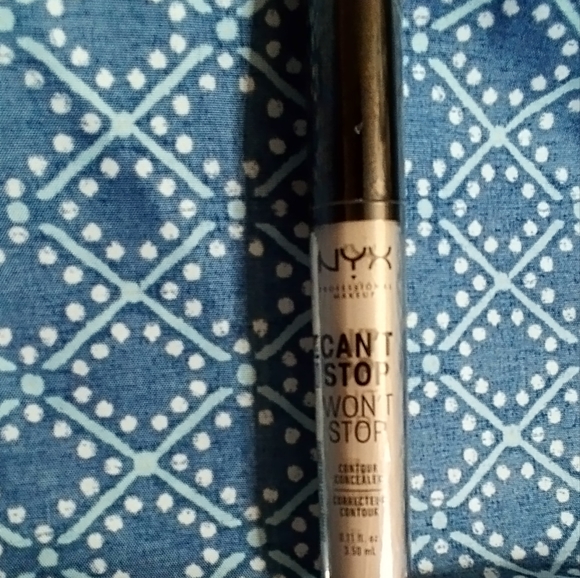 NYX
PROFESSIONAL
MAKEUP
CAN'T
STOP
WON'T
STOP
CONTOUR
CONCEALER
CORRECTEUR
CONTOUR
0.11 fl. oz
3.50 mL